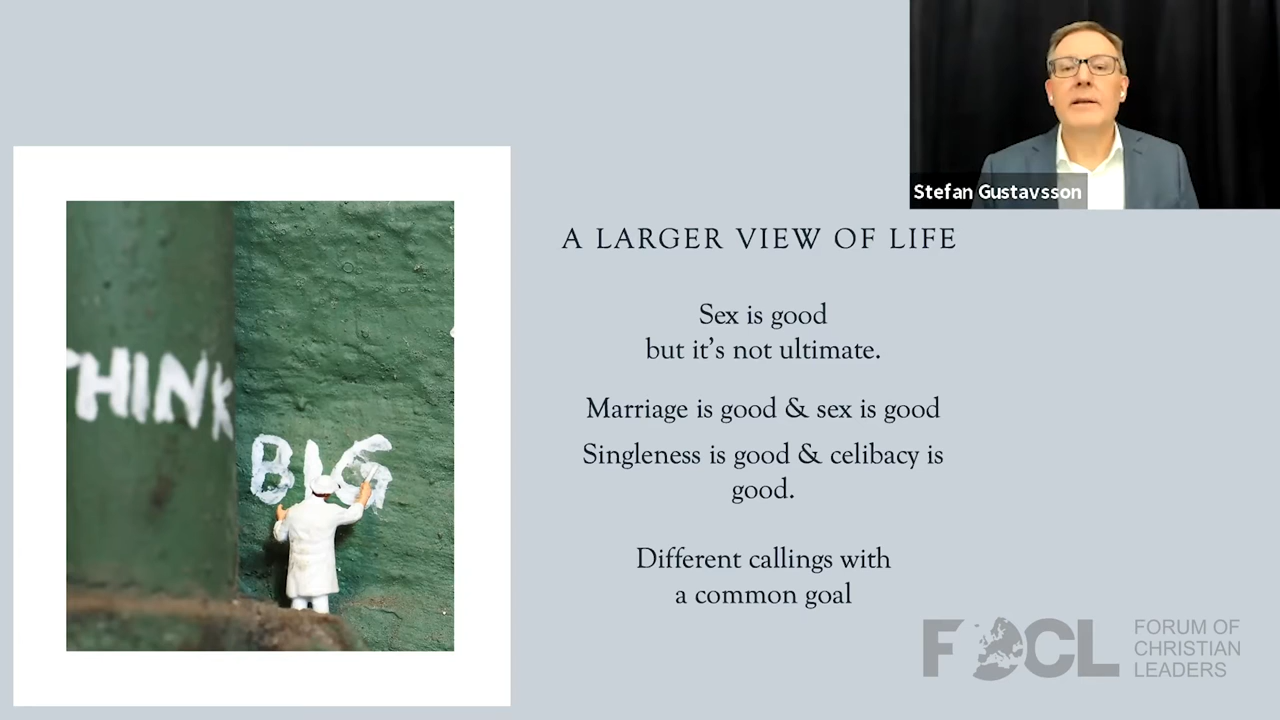 Stefan Gustavsson
A LARGER VIEW OF LIFE
Sex is good
but it’s not ultimate.
Marriage is good & sex is good
Singleness is good & celibacy is
good.
Different callings with
a common goal
THINK
BIG
FOCL
FORUM OF
CHRISTIAN
LEADERS